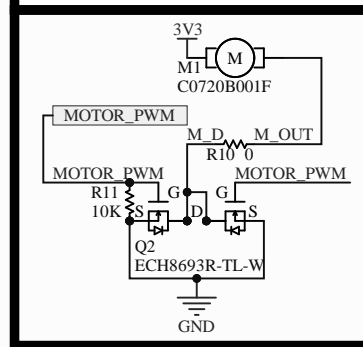 3V3
M
M1
C0720B001F
MOTOR_PWM
M_D M_OUT
R10 0
MOTOR_PWM MOTOR_PWM
R11 G G
10K S D S
Q2
ECH8693R-TL-W
GND